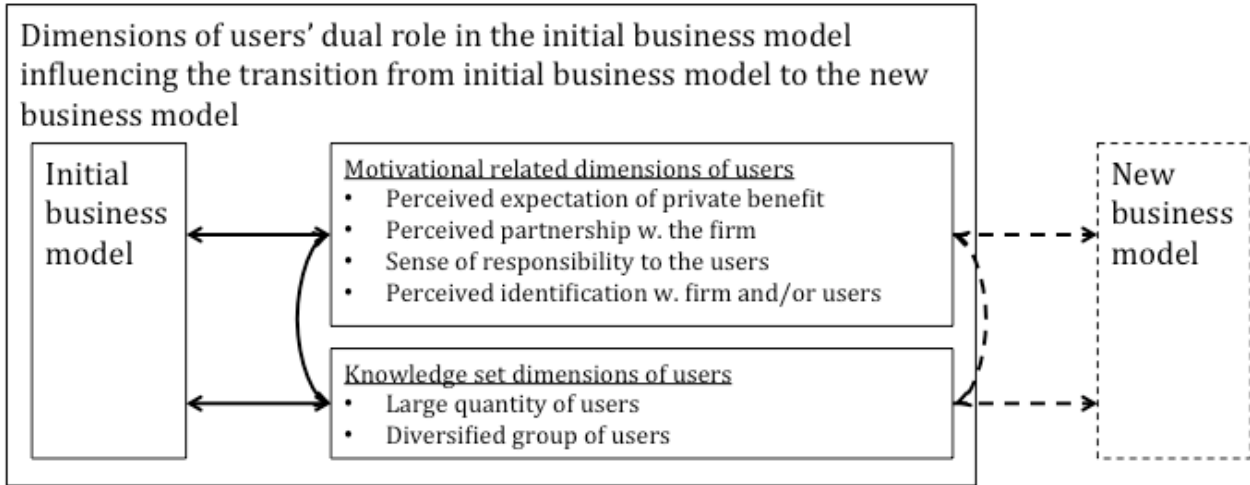 Dimensions of users’ dual role in the initial business model
influencing the transition from initial business model to the new
business model
Initial
business
model
Motivational related dimensions of users
• Perceived expectation of private benefit
• Perceived partnership w. the firm
• Sense of responsibility to the users
• Perceived identification w. firm and/or users
Knowledge set dimensions of users
• Large quantity of users
• Diversified group of users
New
business
model